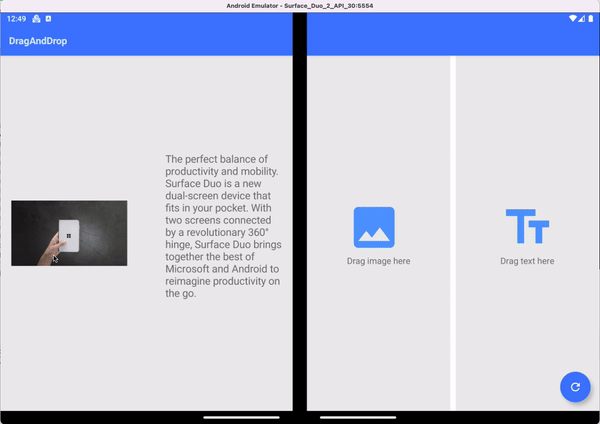 Android Emulator - Surface_Duo_2_API_30:5554
12:49
DragAndDrop
The perfect balance of
productivity and mobility.
Surface Duo is a new
dual-screen device that
fits in your pocket. With
two screens connected
by a revolutionary 360°
hinge, Surface Duo brings
together the best of
Microsoft and Android to
reimagine productivity on
the go.
Drag image here
TT
Drag text here